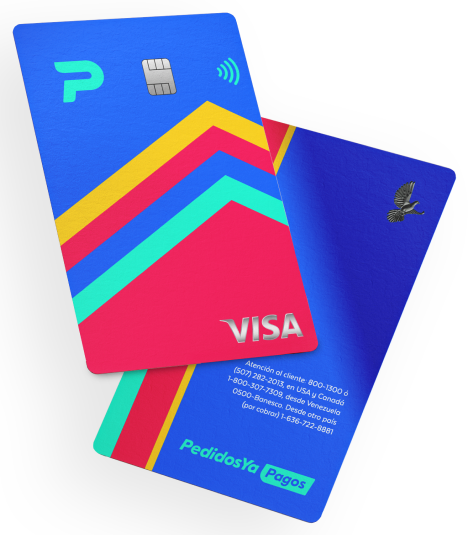 P
VISA
Atención al cliente: 800-1300 ó
(507) 282-2013, en USA y Canadá
1-800-307-7309, desde Venezuela
0500-Banesco. Desde otro país
(por cobrar) 1-636-722-8881
PedidosYa Pagos